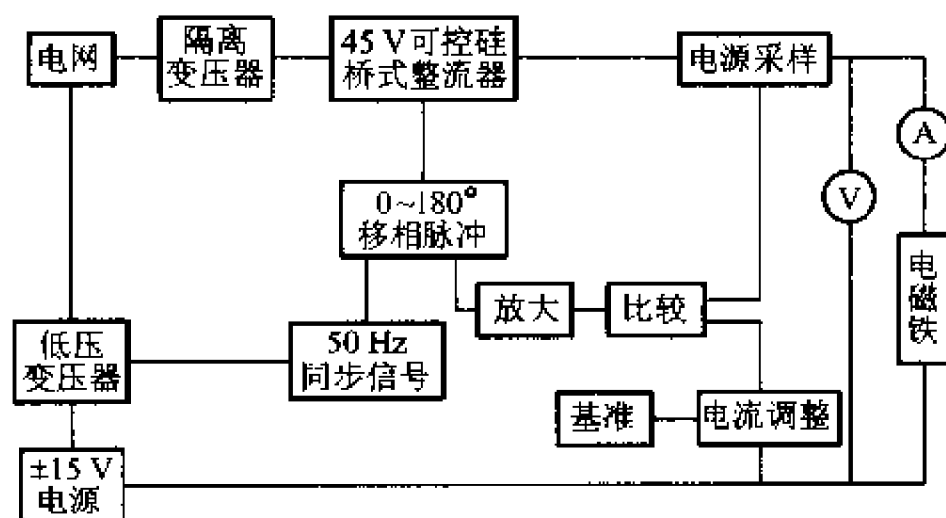 电网
隔离
变压器
45 V可控硅
桥式整流器
电源采样
A
V
0~180°
移相脉冲
放大
比较
电磁铁
低压
变压器
50 Hz
同步信号
基准
电流调整
±15 V
电源